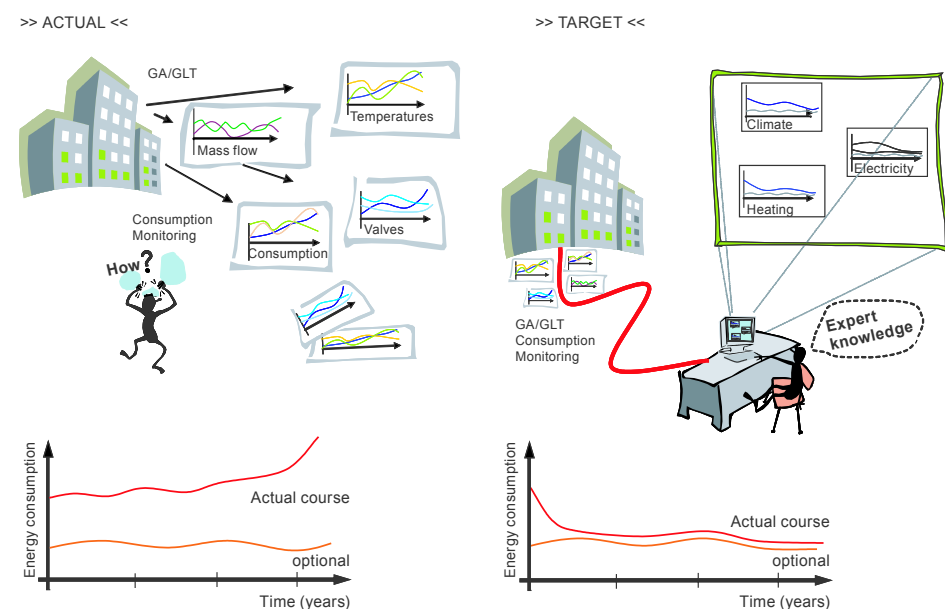 >> ACTUAL <<
GA/GLT
Temperatures
Mass flow
Consumption
Monitoring
Valves
Consumption
How?
Energy consumption
Actual course
optional
Time (years)
>> TARGET <<
Climate
Electricity
Heating
GA/GLT
Consumption
Monitoring
Expert
knowledge
Energy consumption
Actual course
optional
Time (years)